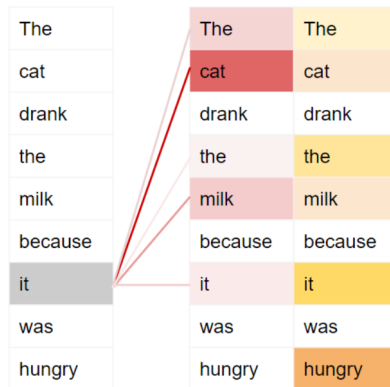 The The The
cat cat cat
drank drank drank
the the the
milk milk milk
because because because
it it it
was was was
hungry hungry hungry